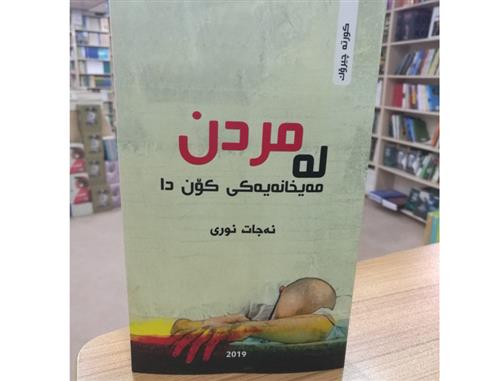 کورتە چیرۆک
مردن
لە
مەیخانەیەکی کۆن دا
نەجات نوری
2019